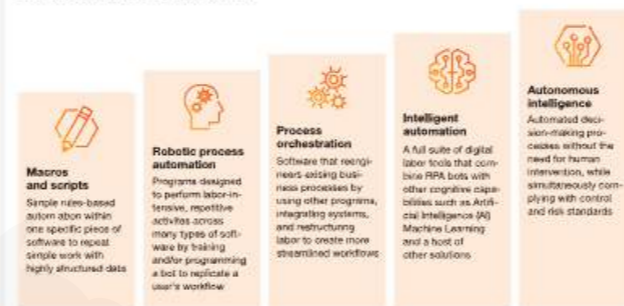 Macros
and scripts
Simple rules-based
automation within
one specific piece of
software to repeat
simple work with
highly structured data
Robotic process
automation
Programs designed
to perform labor-in-
tensive, repetitive
activities across
many types of soft-
ware by training
and/or programming
a bot to replicate a
user's workflow
Process
orchestration
Software that reengi-
neers existing busi-
ness processes by
using other programs,
integrating systems,
and restructuring
labor to create more
streamlined workflows
Intelligent
automation
A full suite of digital
labor tools that com-
bine RPA bots with
other cognitive capa-
bilities such as Artifi-
cial Intelligence (AI)
Machine Learning
and a host of
other solutions
Autonomous
intelligence
Automated deci-
sion-making pro-
cesses without the
need for human
intervention, while
simultaneously com-
plying with control
and risk standards